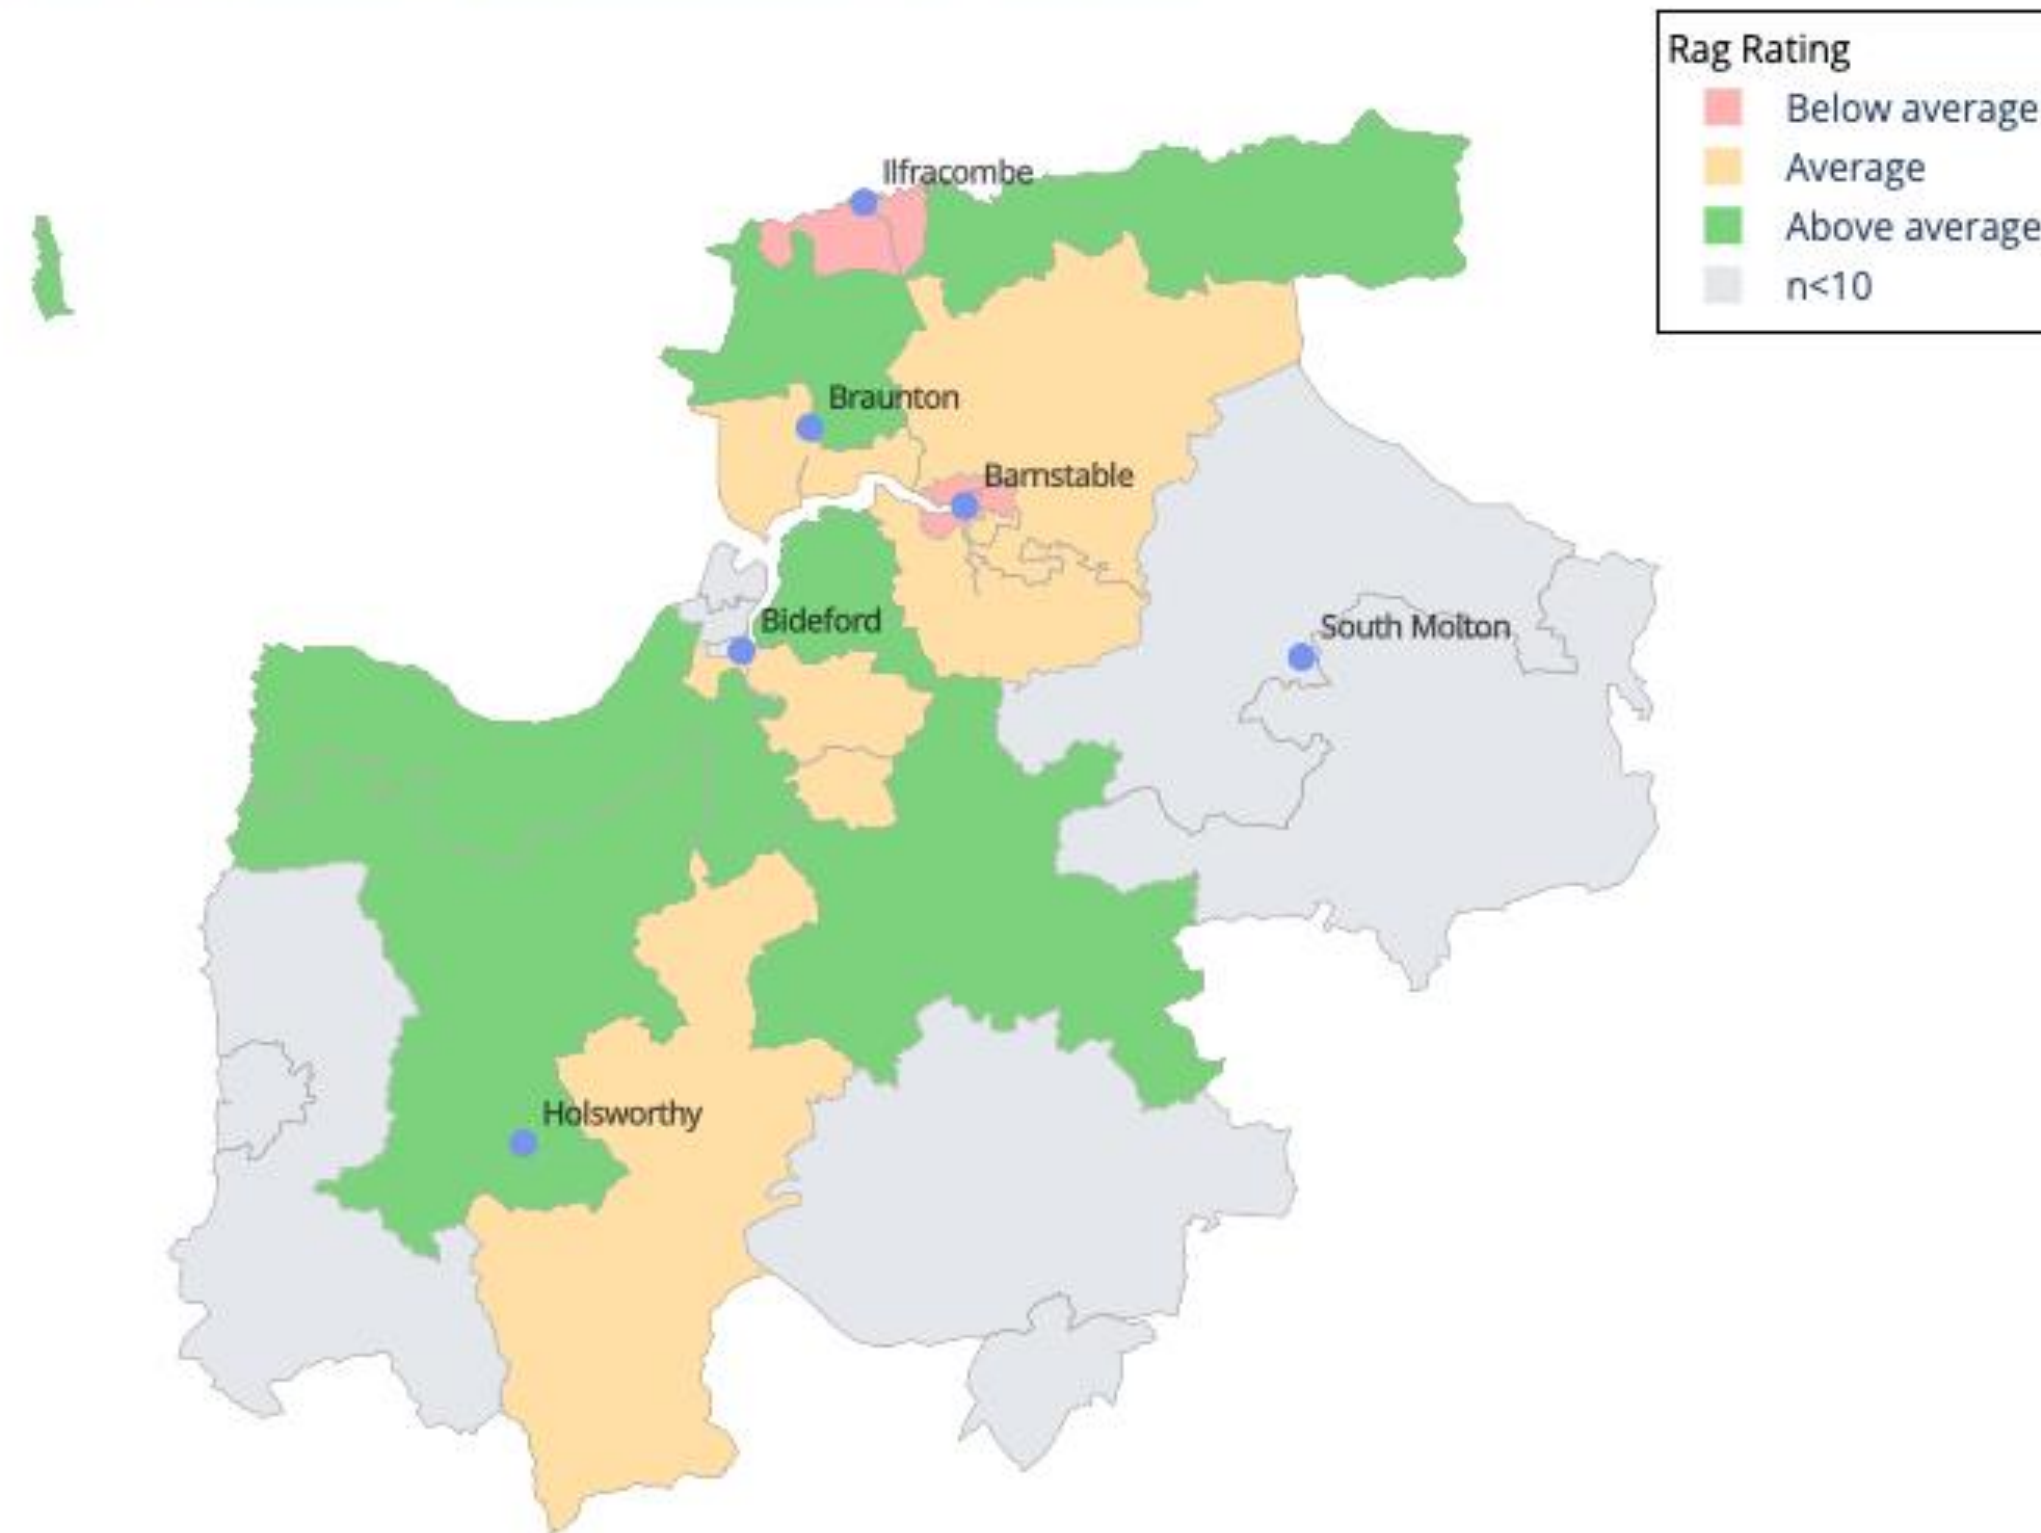 Rag Rating
Below average
Average
Above average
n<10
Ilfracombe
Braunton
Barnstable
Bideford
South Molton
Holsworthy